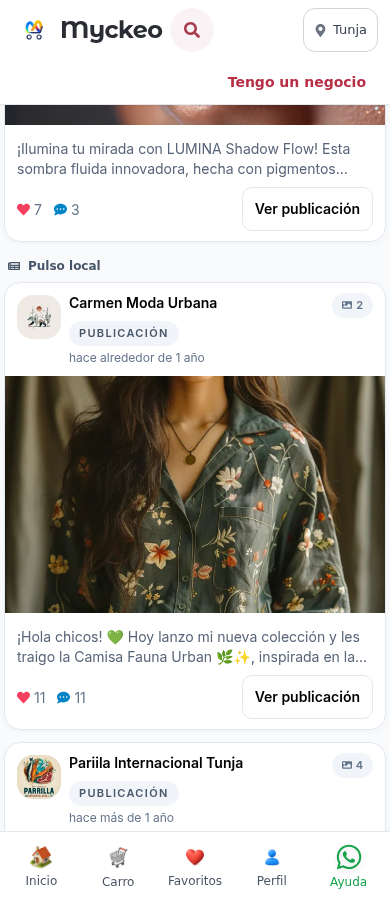 Myckeo
Tunja
Tengo un negocio
¡Ilumina tu mirada con LUMINA Shadow Flow! Esta
sombra fluida innovadora, hecha con pigmentos...
7
3
Ver publicación
Pulso local
Carmen Moda Urbana
2
PUBLICACIÓN
hace alrededor de 1 año
¡Hola chicos! 💚 Hoy lanzo mi nueva colección y les
traigo la Camisa Fauna Urban 🌿✨, inspirada en la...
11
11
Ver publicación
Pariila Internacional Tunja
4
PARRILLA
PUBLICACIÓN
hace más de 1 año
Inicio
Carro
Favoritos
Perfil
Ayuda